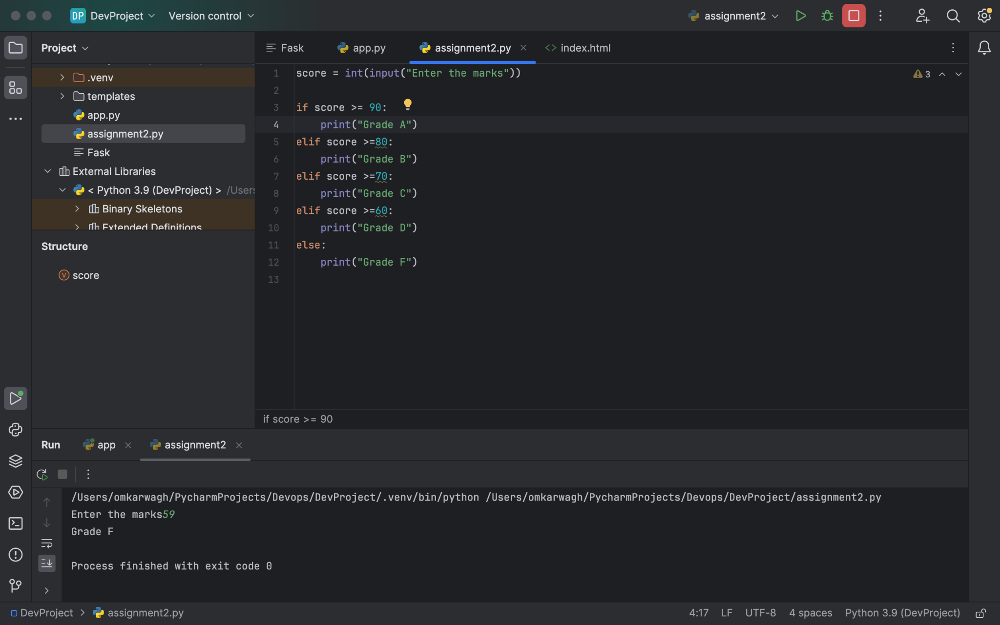 DP DevProject Version control assignment2
Project
.venv
templates
app.py
assignment2.py
Fask
External Libraries
< Python 3.9 (DevProject) > /Users
Binary Skeletons
Extended Definitions
Structure
V score
Fask app.py assignment2.py <> index.html
3
1 score = int(input("Enter the marks"))
2
3 if score >= 90:
4 print("Grade A")
5 elif score >=80:
6 print("Grade B")
7 elif score >=70:
8 print("Grade C")
9 elif score >=60:
10 print("Grade D")
11 else:
12 print("Grade F")
13
if score >= 90
Run app assignment2
/Users/omkarwagh/PycharmProjects/Devops/DevProject/.venv/bin/python /Users/omkarwagh/PycharmProjects/Devops/DevProject/assignment2.py
Enter the marks59
Grade F
Process finished with exit code 0
DevProject > assignment2.py 4:17 LF UTF-8 4 spaces Python 3.9 (DevProject)